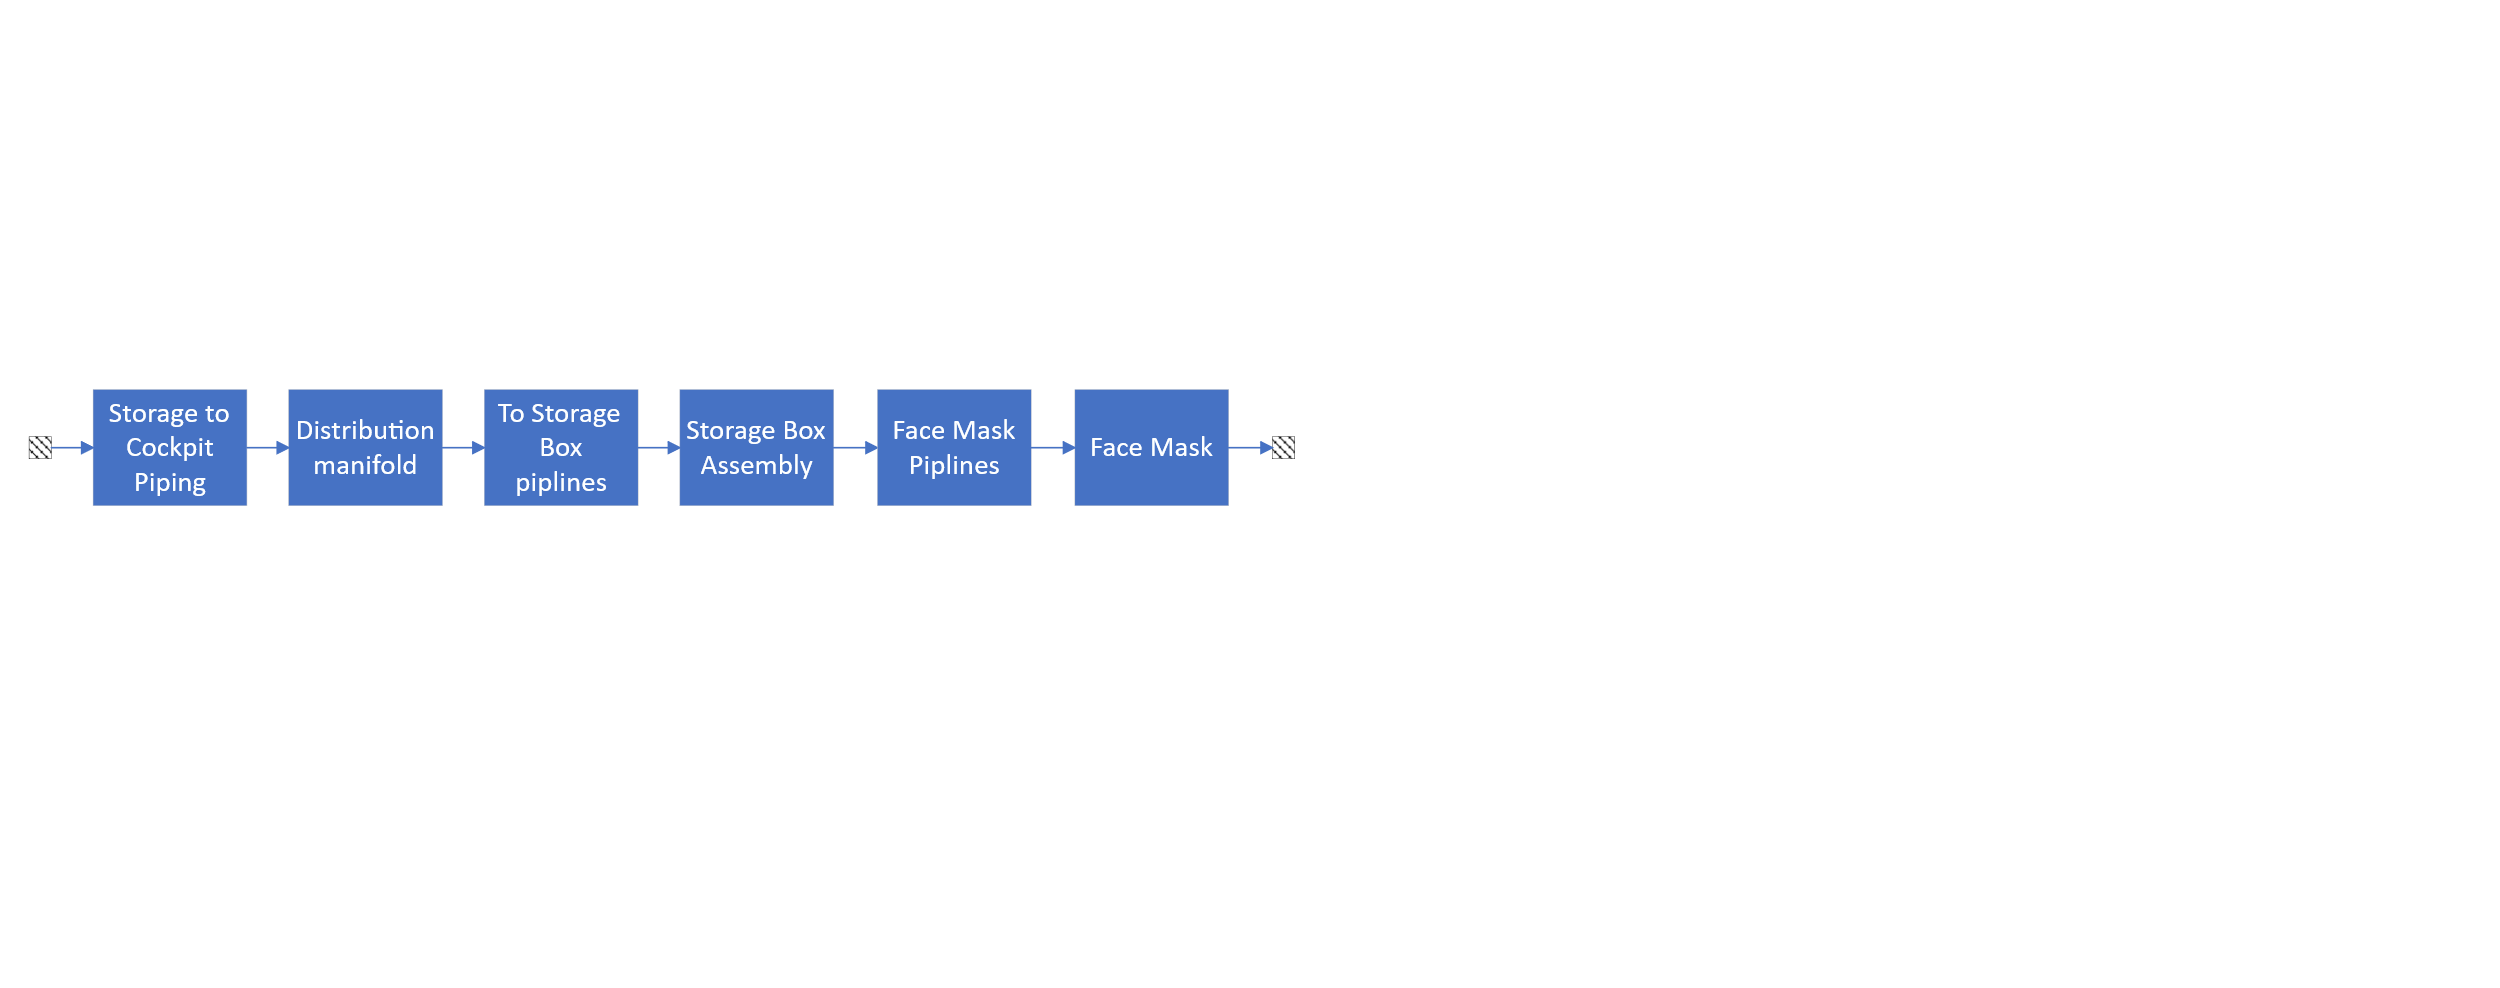 Storage to
Cockpit
Piping
Distribution
manifold
To Storage
Box
piplines
Storage Box
Assembly
Face Mask
Piplines
Face Mask